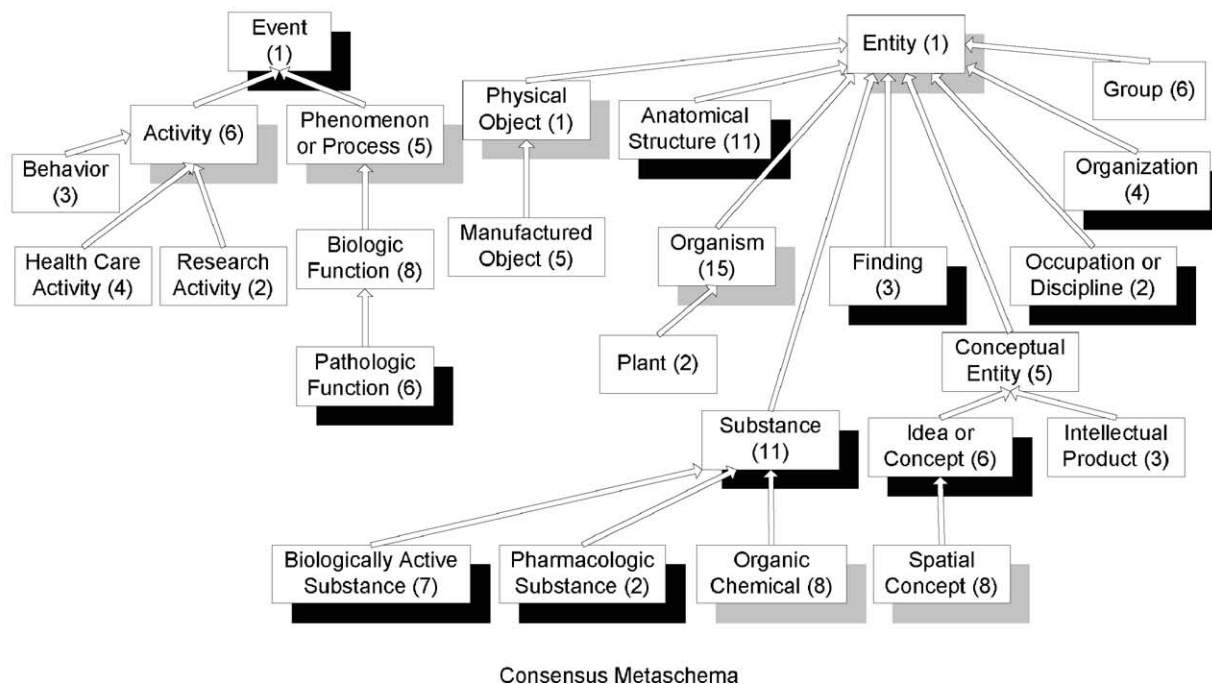 Event
(1)
Entity (1)
Group (6)
Physical
Object (1)
Anatomical
Structure (11)
Activity (6)
Phenomenon
or Process (5)
Behavior
(3)
Organization
(4)
Health Care
Activity (4)
Research
Activity (2)
Biologic
Function (8)
Manufactured
Object (5)
Organism
(15)
Finding
(3)
Occupation or
Discipline (2)
Pathologic
Function (6)
Plant (2)
Conceptual
Entity (5)
Substance
(11)
Idea or
Concept (6)
Intellectual
Product (3)
Biologically Active
Substance (7)
Pharmacologic
Substance (2)
Organic
Chemical (8)
Spatial
Concept (8)
Consensus Metaschema